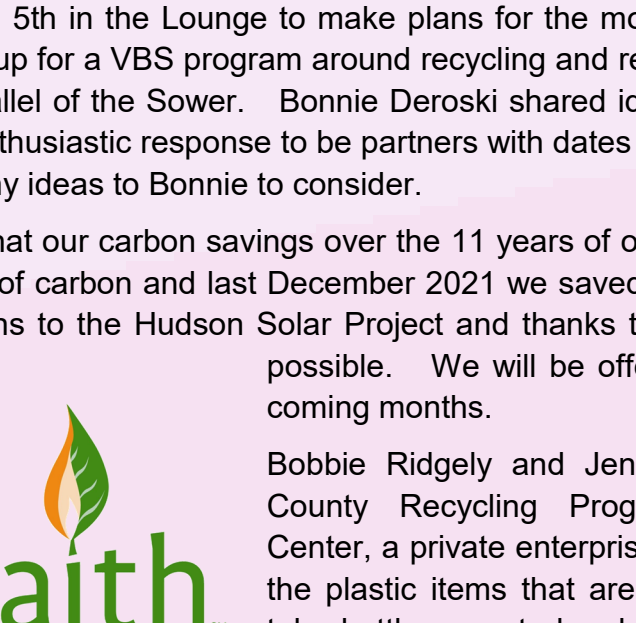 5th in the Lounge to make plans for the mo
up for a VBS program around recycling and re
allel of the Sower. Bonnie Deroski shared id
thusiastic response to be partners with dates
ny ideas to Bonnie to consider.
hat our carbon savings over the 11 years of o
of carbon and last December 2021 we saved
ns to the Hudson Solar Project and thanks t
possible. We will be offe
coming months.
Bobbie Ridgely and Jen
County Recycling Prog
Center, a private enterpris
the plastic items that are
aith